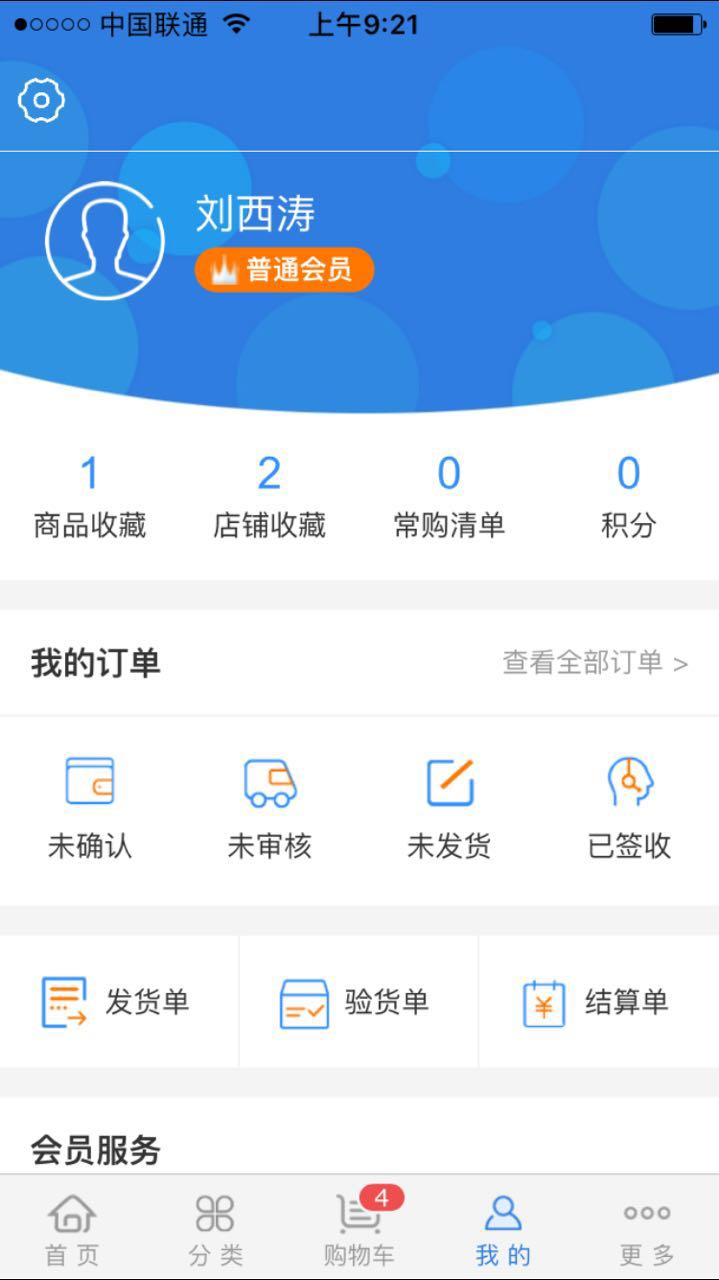 中国联通 上午9:21
刘西涛
普通会员
1 2 0 0
商品收藏 店铺收藏 常购清单 积分
我的订单 查看全部订单 >
未确认 未审核 未发货 已签收
发货单 验货单 结算单
会员服务
4
首页 分类 购物车 我的 更多